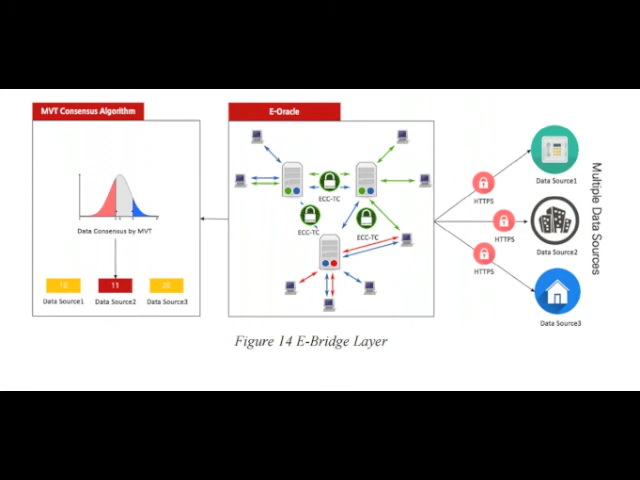 MVT Consensus Algorithm
Data Consensus by MVT
10
11
20
Data Source1
Data Source2
Data Source3
E-Oracle
ECC-TC
ECC-TC
ECC-TC
HTTPS
HTTPS
HTTPS
Data Source1
Data Source2
Data Source3
Multiple Data Sources
Figure 14 E-Bridge Layer